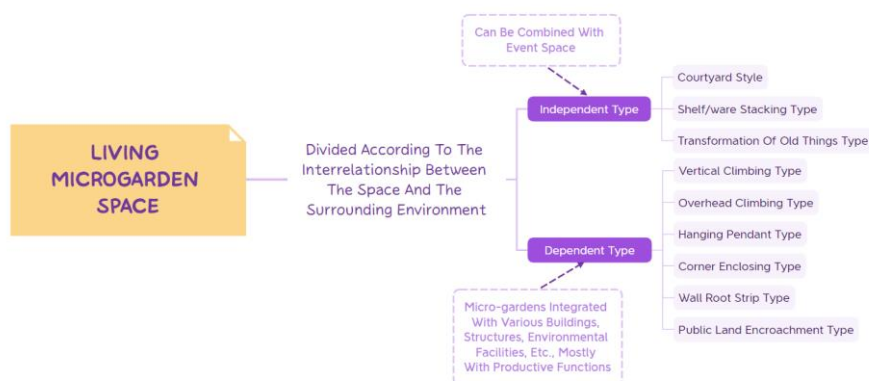 LIVING
MICROGARDEN
SPACE
Divided According To The
Interrelationship Between
The Space And The
Surrounding Environment
Can Be Combined With
Event Space
Independent Type
Courtyard Style
Shelf/ware Stacking Type
Transformation Of Old Things Type
Dependent Type
Micro-gardens Integrated
With Various Buildings,
Structures, Environmental
Facilities, Etc., Mostly
With Productive Functions
Vertical Climbing Type
Overhead Climbing Type
Hanging Pendant Type
Corner Enclosing Type
Wall Root Strip Type
Public Land Encroachment Type